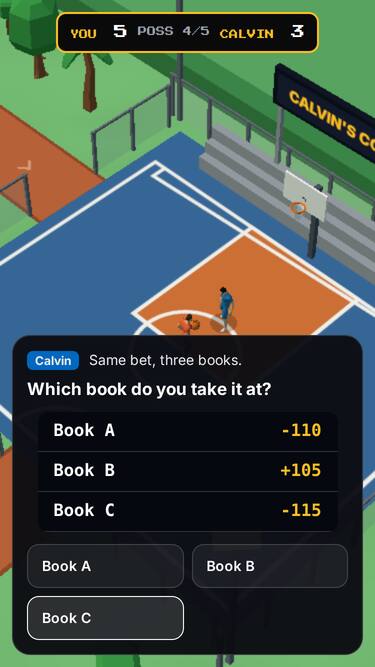 YOU 5 POSS 4/5 CALVIN 3
CALVIN'S CO
Calvin Same bet, three books.
Which book do you take it at?
Book A -110
Book B +105
Book C -115
Book A Book B
Book C